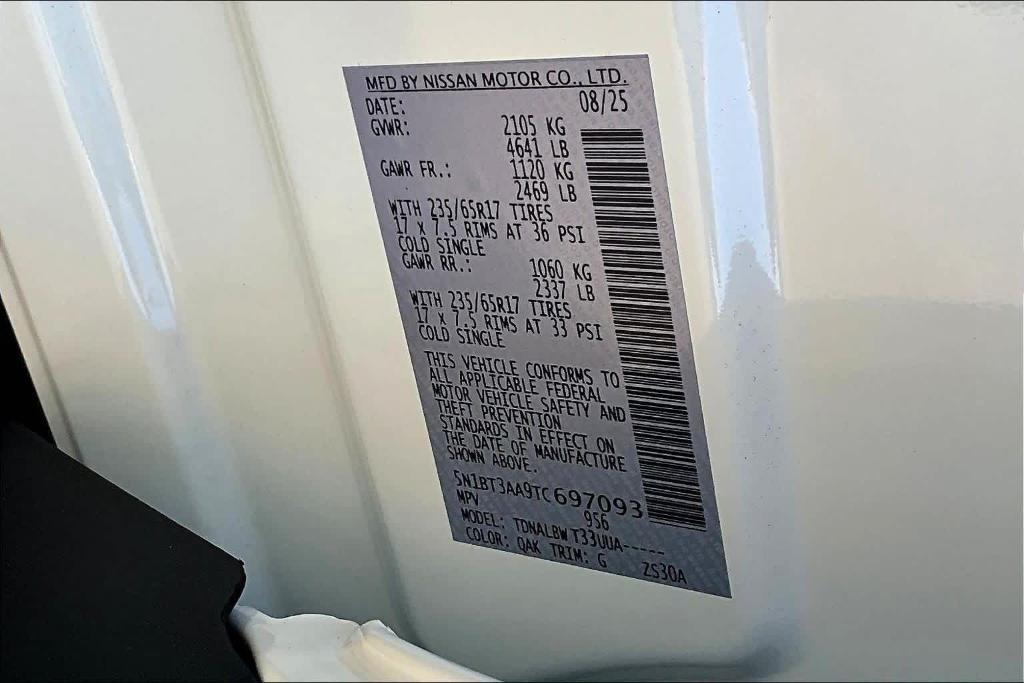 MFD BY NISSAN MOTOR CO., LTD.
DATE: 08/25
GVWR: 2105 KG
4641 LB
GAWR FR.: 1120 KG
2469 LB
WITH 235/65R17 TIRES
17 X 7.5 RIMS AT 36 PSI
COLD SINGLE
GAWR RR.: 1060 KG
2337 LB
WITH 235/65R17 TIRES
17 X 7.5 RIMS AT 33 PSI
COLD SINGLE
THIS VEHICLE CONFORMS TO
ALL APPLICABLE FEDERAL
MOTOR VEHICLE SAFETY AND
THEFT PREVENTION
STANDARDS IN EFFECT ON
THE DATE OF MANUFACTURE
SHOWN ABOVE.
5N1BT3AA9TC697093
MPV 956
MODEL: TDNALBWT33UUA-----
COLOR: QAK TRIM: G ZS30A